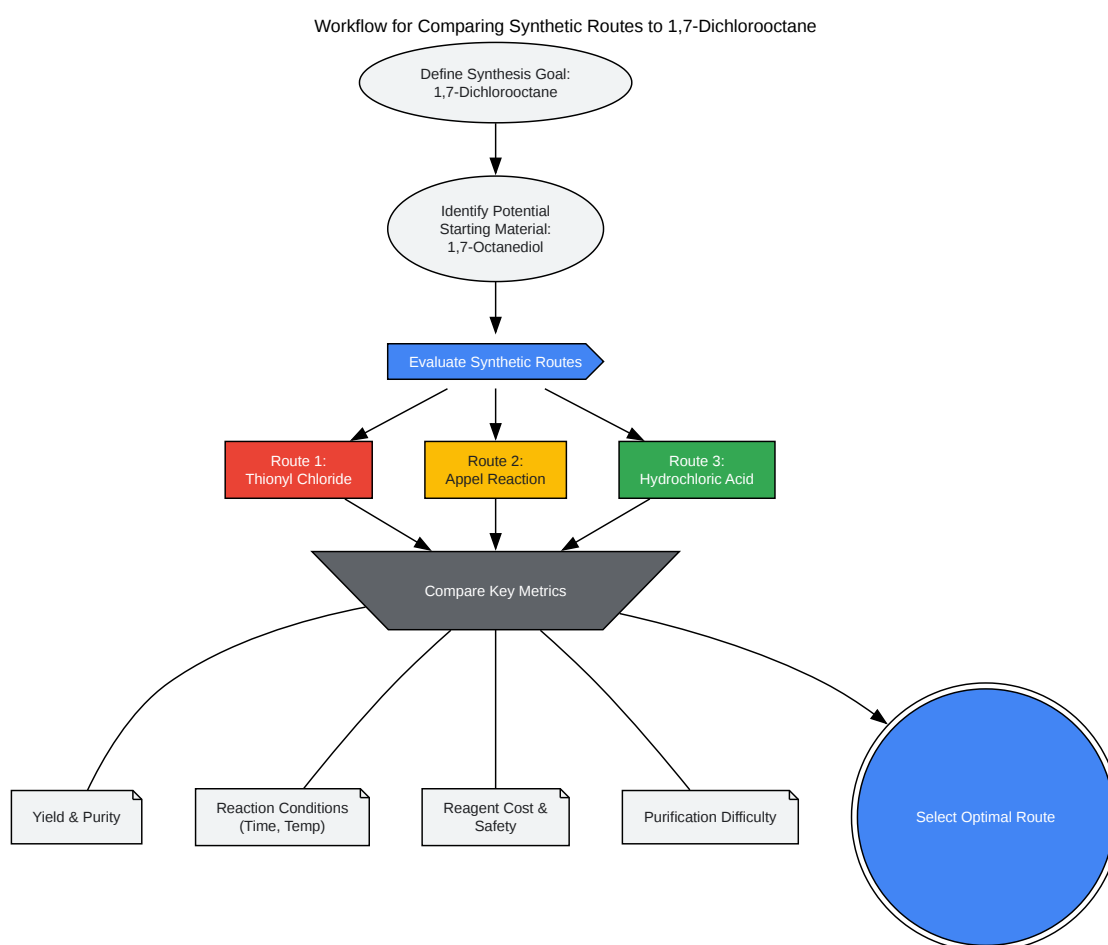 Workflow for Comparing Synthetic Routes to 1,7-Dichlorooctane
Define Synthesis Goal:
1,7-Dichlorooctane
Identify Potential
Starting Material:
1,7-Octanediol
Evaluate Synthetic Routes
Route 1:
Thionyl Chloride
Route 2:
Appel Reaction
Route 3:
Hydrochloric Acid
Compare Key Metrics
Yield & Purity
Reaction Conditions
(Time, Temp)
Reagent Cost &
Safety
Purification Difficulty
Select Optimal Route